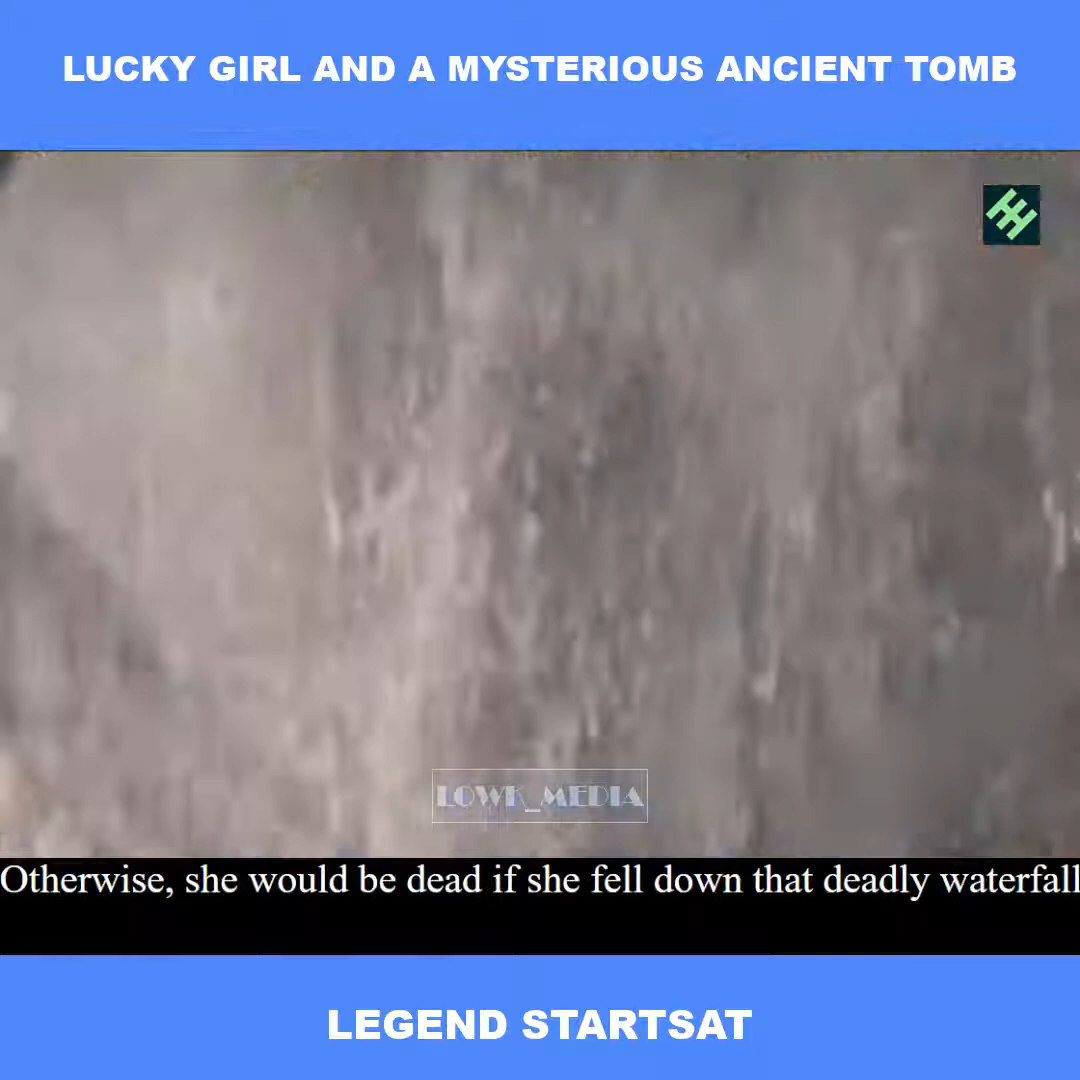 LUCKY GIRL AND A MYSTERIOUS ANCIENT TOMB
LOWK_MEDIA
Otherwise, she would be dead if she fell down that deadly waterfall
LEGEND STARTSAT